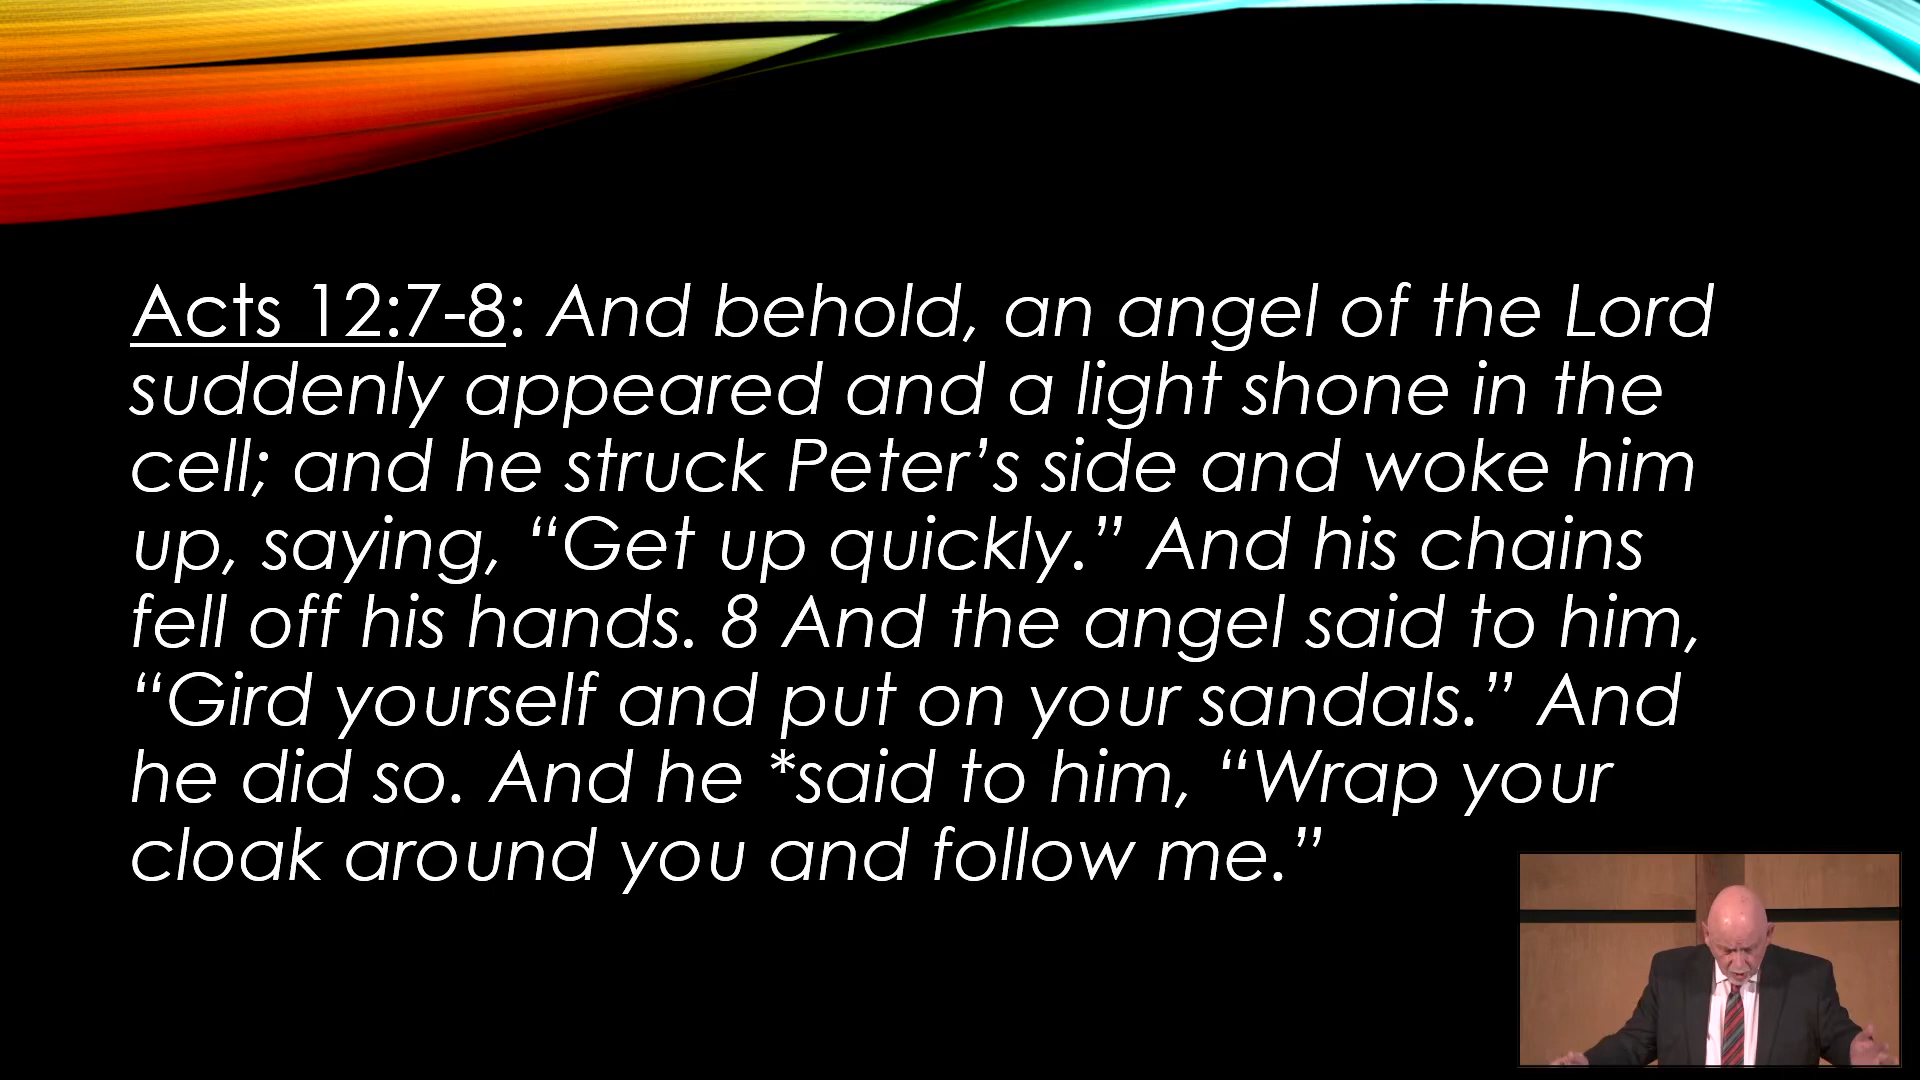 Acts 12:7-8: And behold, an angel of the Lord
suddenly appeared and a light shone in the
cell; and he struck Peter’s side and woke him
up, saying, “Get up quickly.” And his chains
fell off his hands. 8 And the angel said to him,
“Gird yourself and put on your sandals.” And
he did so. And he *said to him, “Wrap your
cloak around you and follow me.”